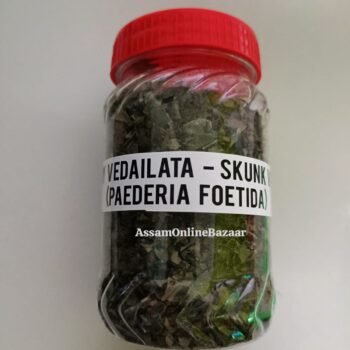 VEDAILATA - SKUNK
(PAEDERIA FOETIDA)
AssamOnlineBazaar